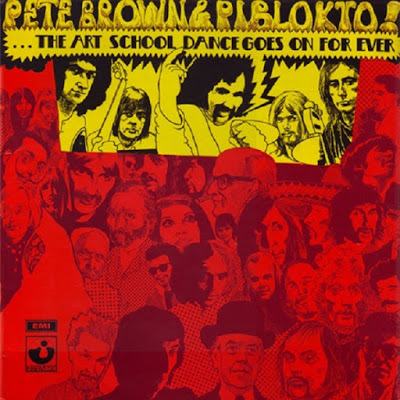 PETE BROWN & PIBLOKTO!
...THE ART SCHOOL DANCE GOES ON FOR EVER
EMI